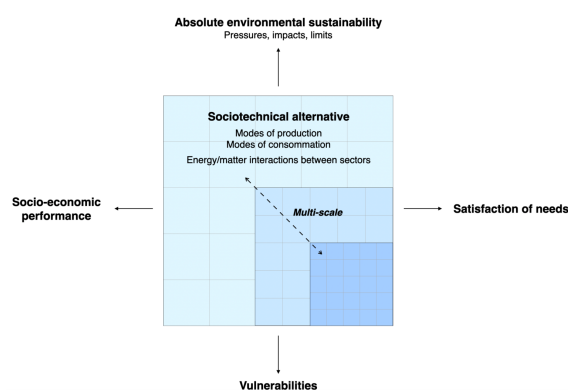 Absolute environmental sustainability
Pressures, impacts, limits
Sociotechnical alternative
Modes of production
Modes of consommation
Energy/matter interactions between sectors
Socio-economic
performance
Multi-scale
Satisfaction of needs
Vulnerabilities